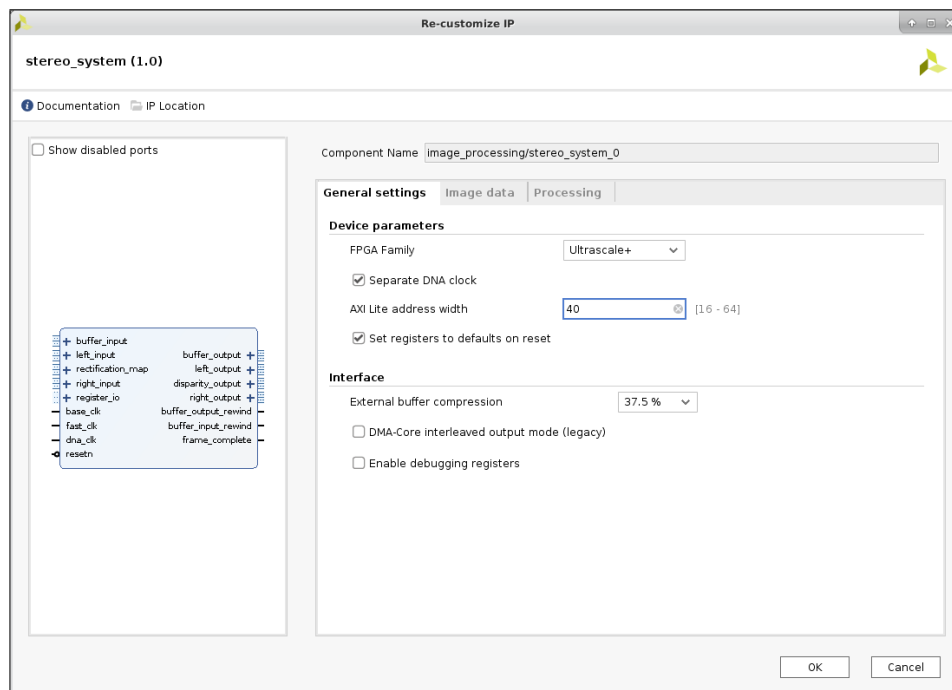 Re-customize IP
stereo_system (1.0)
Documentation IP Location
Show disabled ports
buffer_input
left_input
rectification_map
right_input
register_io
base_clk
fast_clk
dna_clk
resetn
buffer_output
left_output
disparity_output
right_output
buffer_output_rewind
buffer_input_rewind
frame_complete
Component Name image_processing/stereo_system_0
General settings Image data Processing
Device parameters
FPGA Family Ultrascale+
Separate DNA clock
AXI Lite address width 40 [16 - 64]
Set registers to defaults on reset
Interface
External buffer compression 37.5 %
DMA-Core interleaved output mode (legacy)
Enable debugging registers
OK Cancel